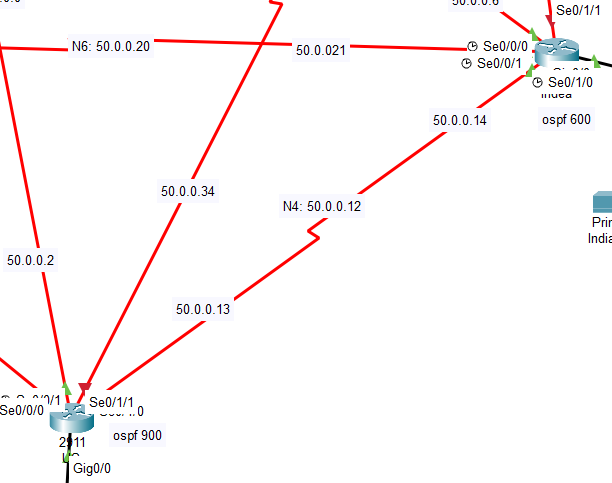 50.0.0.6
Se0/1/1
N6: 50.0.0.20
50.0.021
Se0/0/0
Se0/0/1
Se0/1/0
50.0.0.14
ospf 600
50.0.0.34
N4: 50.0.0.12
50.0.0.2
50.0.0.13
Se0/0/0
Se0/1/1
ospf 900
2911
Gig0/0